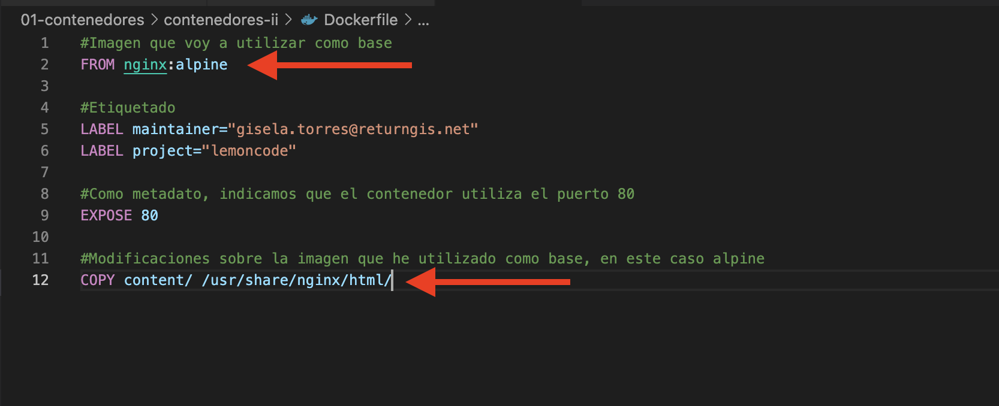 01-contenedores > contenedores-ii > Dockerfile > ...
1 #Imagen que voy a utilizar como base
2 FROM nginx:alpine
3
4 #Etiquetado
5 LABEL maintainer="gisela.torres@returngis.net"
6 LABEL project="lemoncode"
7
8 #Como metadato, indicamos que el contenedor utiliza el puerto 80
9 EXPOSE 80
10
11 #Modificaciones sobre la imagen que he utilizado como base, en este caso alpine
12 COPY content/ /usr/share/nginx/html/